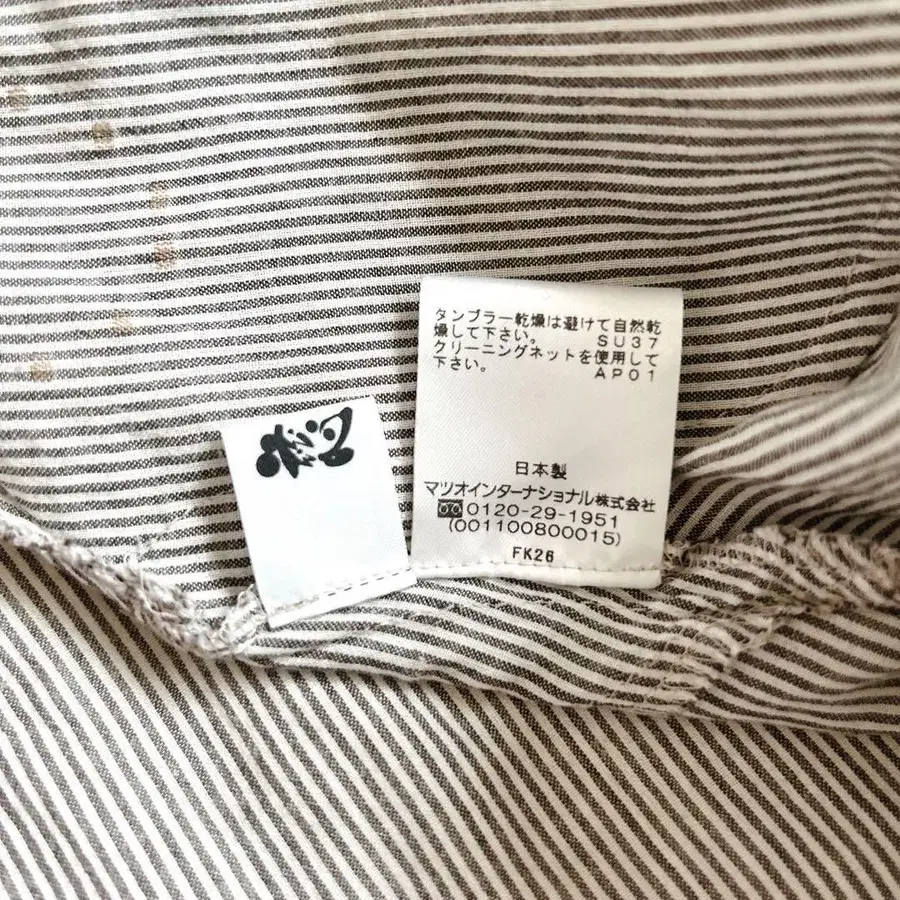 タンブラー乾燥は避けて自然乾
燥して下さい。 SU37
クリーニングネットを使用して
下さい。 AP01
日本製
マツオインターナショナル株式会社
0120-29-1951
(001100800015)
FK26